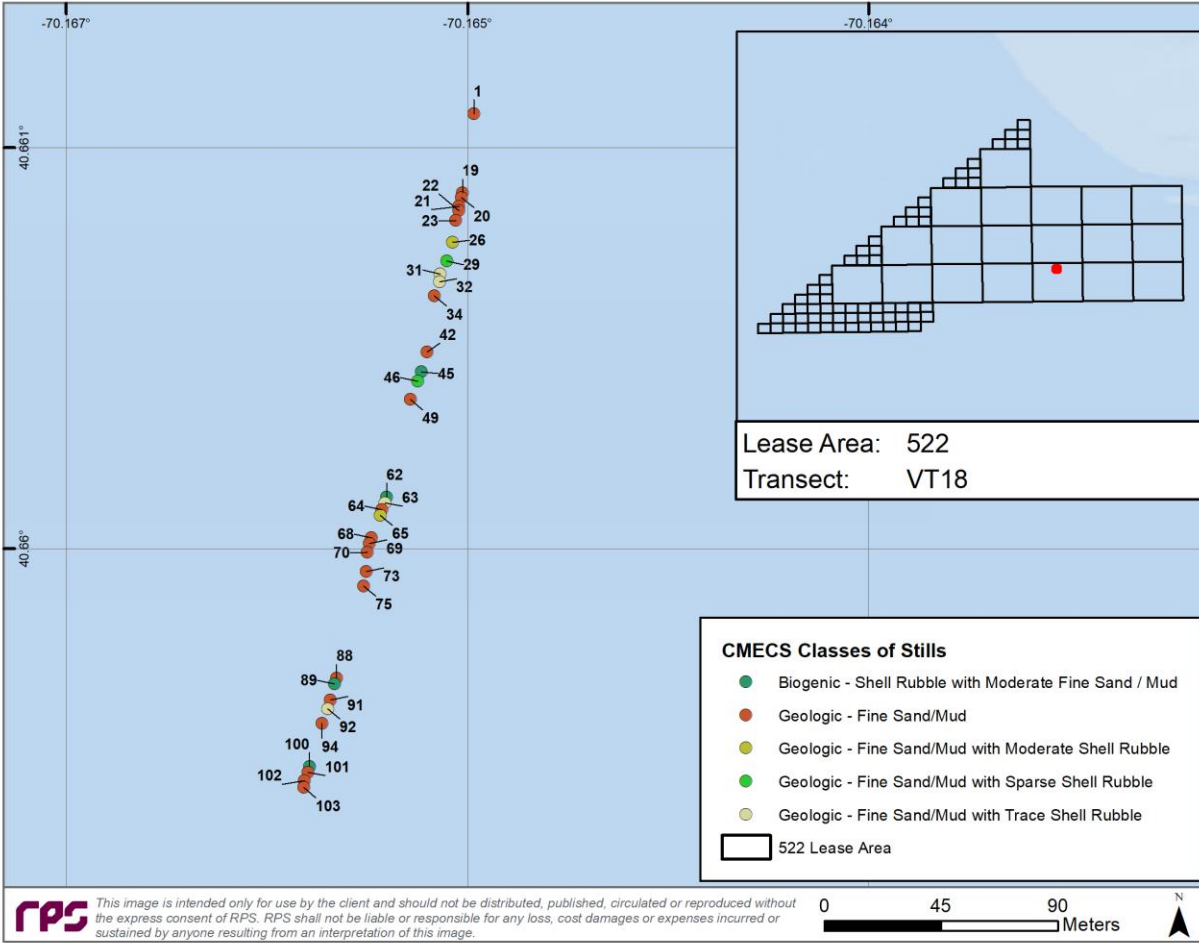 -70.167°
-70.165°
-70.164°
40.661°
40.66°
1
19
22
21
20
23
26
29
31
32
34
42
45
46
49
62
63
64
65
68
69
70
73
75
88
89
91
92
94
100
101
102
103
Lease Area: 522
Transect: VT18
CMECS Classes of Stills
Biogenic - Shell Rubble with Moderate Fine Sand / Mud
Geologic - Fine Sand/Mud
Geologic - Fine Sand/Mud with Moderate Shell Rubble
Geologic - Fine Sand/Mud with Sparse Shell Rubble
Geologic - Fine Sand/Mud with Trace Shell Rubble
522 Lease Area
rps
This image is intended only for use by the client and should not be distributed, published, circulated or reproduced without
the express consent of RPS. RPS shall not be liable or responsible for any loss, cost damages or expenses incurred or
sustained by anyone resulting from an interpretation of this image.
0 45 90
Meters
N